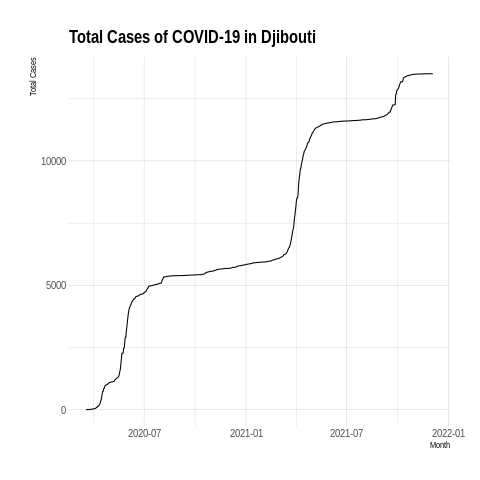 Total Cases of COVID-19 in Djibouti
Total Cases
10000
5000
0
2020-07 2021-01 2021-07 2022-01
Month